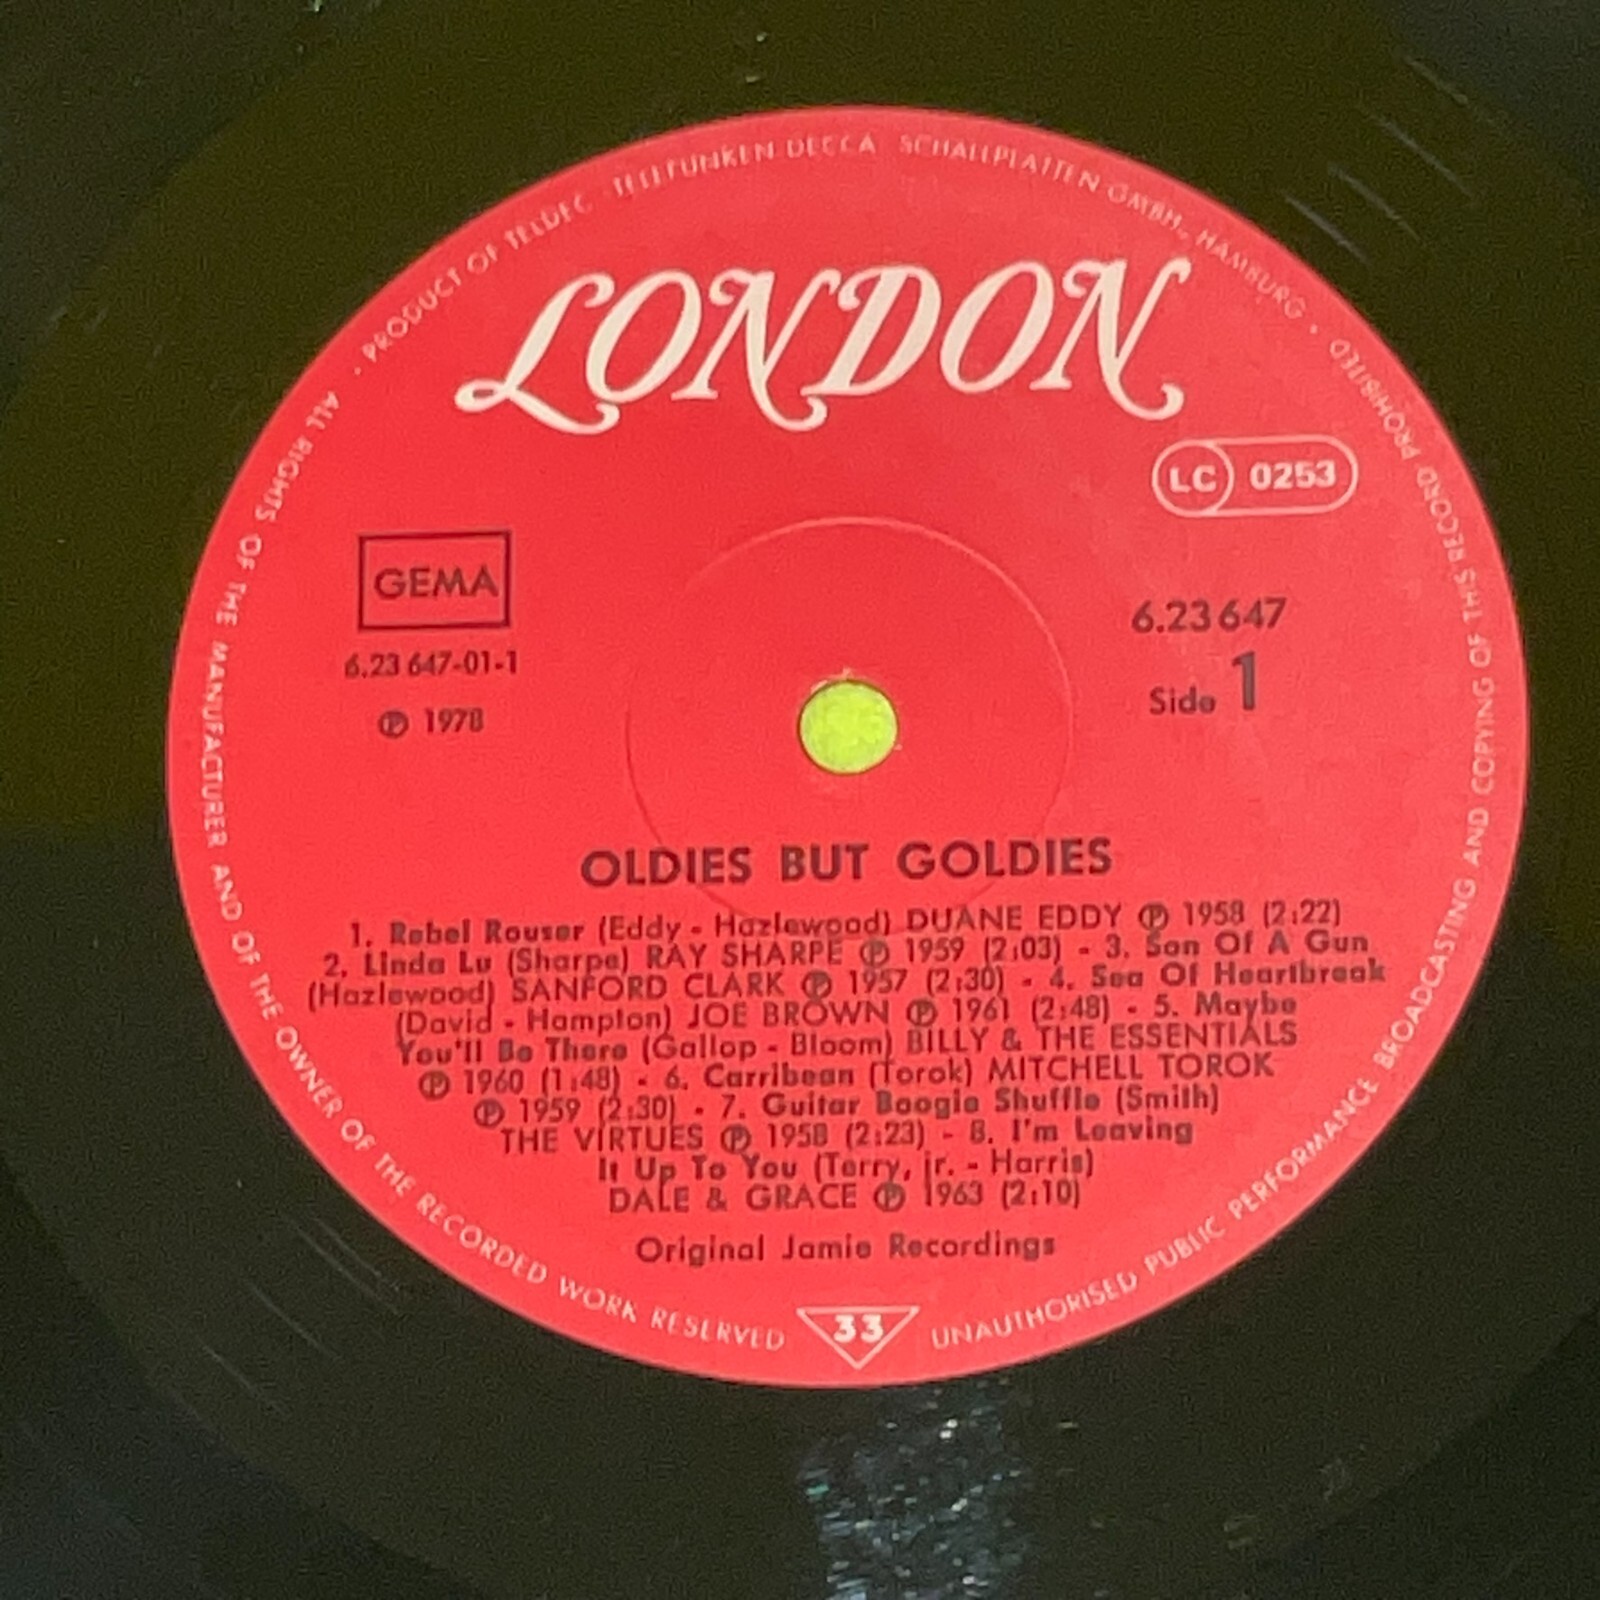 · PRODUCT OF TELDEC · TELEFUNKEN-DECCA SCHALLPLATTEN GMBH., HAMBURG ·
LONDON
LC 0253
GEMA
6.23 647-01-1
℗ 1978
6.23 647
Side 1
OLDIES BUT GOLDIES
1. Rebel Rouser (Eddy - Hazlewood) DUANE EDDY ℗ 1958 (2:22)
2. Linda Lu (Sharpe) RAY SHARPE ℗ 1959 (2:03) - 3. Son Of A Gun
(Hazlewood) SANFORD CLARK ℗ 1957 (2:30) - 4. Sea Of Heartbreak
(David - Hampton) JOE BROWN ℗ 1961 (2:48) - 5. Maybe
You'll Be There (Gallop - Bloom) BILLY & THE ESSENTIALS
℗ 1960 (1:48) - 6. Carribean (Torok) MITCHELL TOROK
℗ 1959 (2:30) - 7. Guitar Boogie Shuffle (Smith)
THE VIRTUES ℗ 1958 (2:23) - 8. I'm Leaving
It Up To You (Terry, jr. - Harris)
DALE & GRACE ℗ 1963 (2:10)
Original Jamie Recordings
33
ALL RIGHTS OF THE MANUFACTURER AND OF THE OWNER OF THE RECORDED WORK RESERVED
UNAUTHORISED PUBLIC PERFORMANCE BROADCASTING AND COPYING OF THIS RECORD PROHIBITED